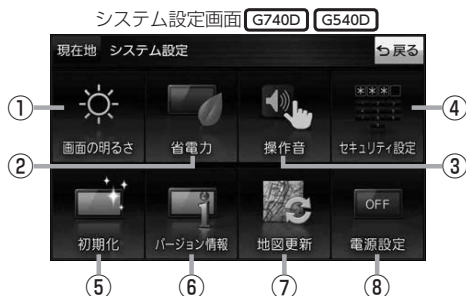 システム設定画面 G740D G540D
現在地 システム設定 戻る
① ④
***
画面の明るさ 省電力 操作音 セキュリティ設定
② ③
OFF
初期化 バージョン情報 地図更新 電源設定
⑤ ⑥ ⑦ ⑧